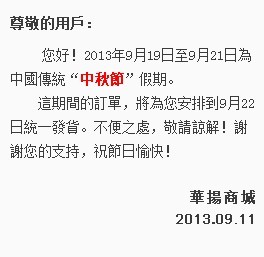 尊敬的用戶：
您好！2013年9月19日至9月21日為
中國傳統“中秋節”假期。
這期間的訂單，將為您安排到9月22
日統一發貨。不便之處，敬請諒解！謝
謝您的支持，祝節日愉快！
華揚商城
2013.09.11